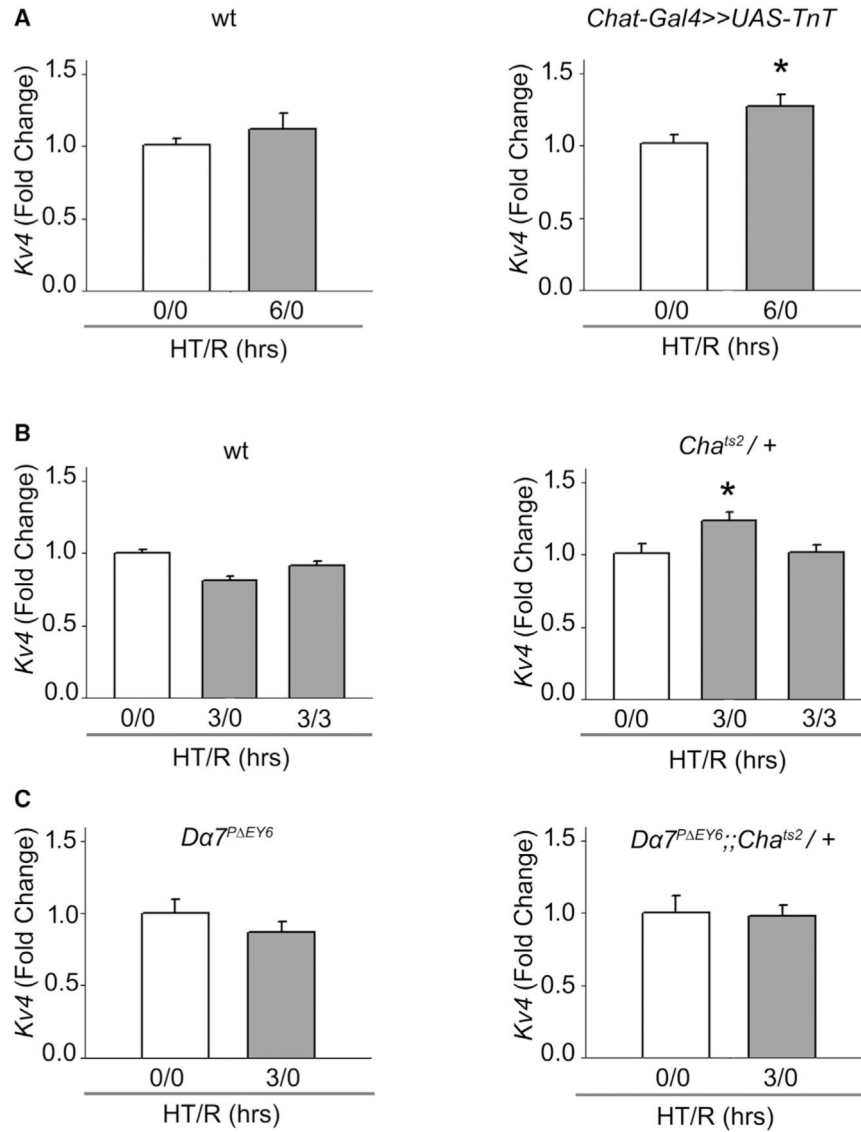 A
wt
Chat-Gal4>>UAS-TnT
Kv4 (Fold Change)
1.5
1.0
0.5
0.0
0/0 6/0
HT/R (hrs)
Kv4 (Fold Change)
1.5
1.0
0.5
0.0
*
0/0 6/0
HT/R (hrs)
B
wt
Cha^ts2 / +
Kv4 (Fold Change)
1.5
1.0
0.5
0.0
0/0 3/0 3/3
HT/R (hrs)
Kv4 (Fold Change)
1.5
1.0
0.5
0.0
*
0/0 3/0 3/3
HT/R (hrs)
C
Dα7^PΔEY6
Dα7^PΔEY6;;Cha^ts2 / +
Kv4 (Fold Change)
1.5
1.0
0.5
0.0
0/0 3/0
HT/R (hrs)
Kv4 (Fold Change)
1.5
1.0
0.5
0.0
0/0 3/0
HT/R (hrs)